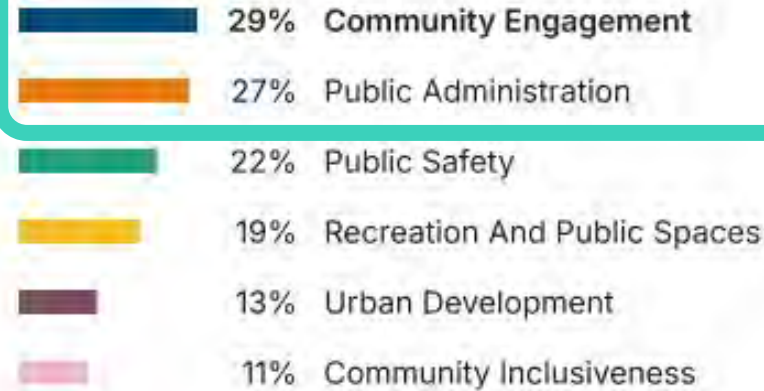 29% Community Engagement
27% Public Administration
22% Public Safety
19% Recreation And Public Spaces
13% Urban Development
11% Community Inclusiveness